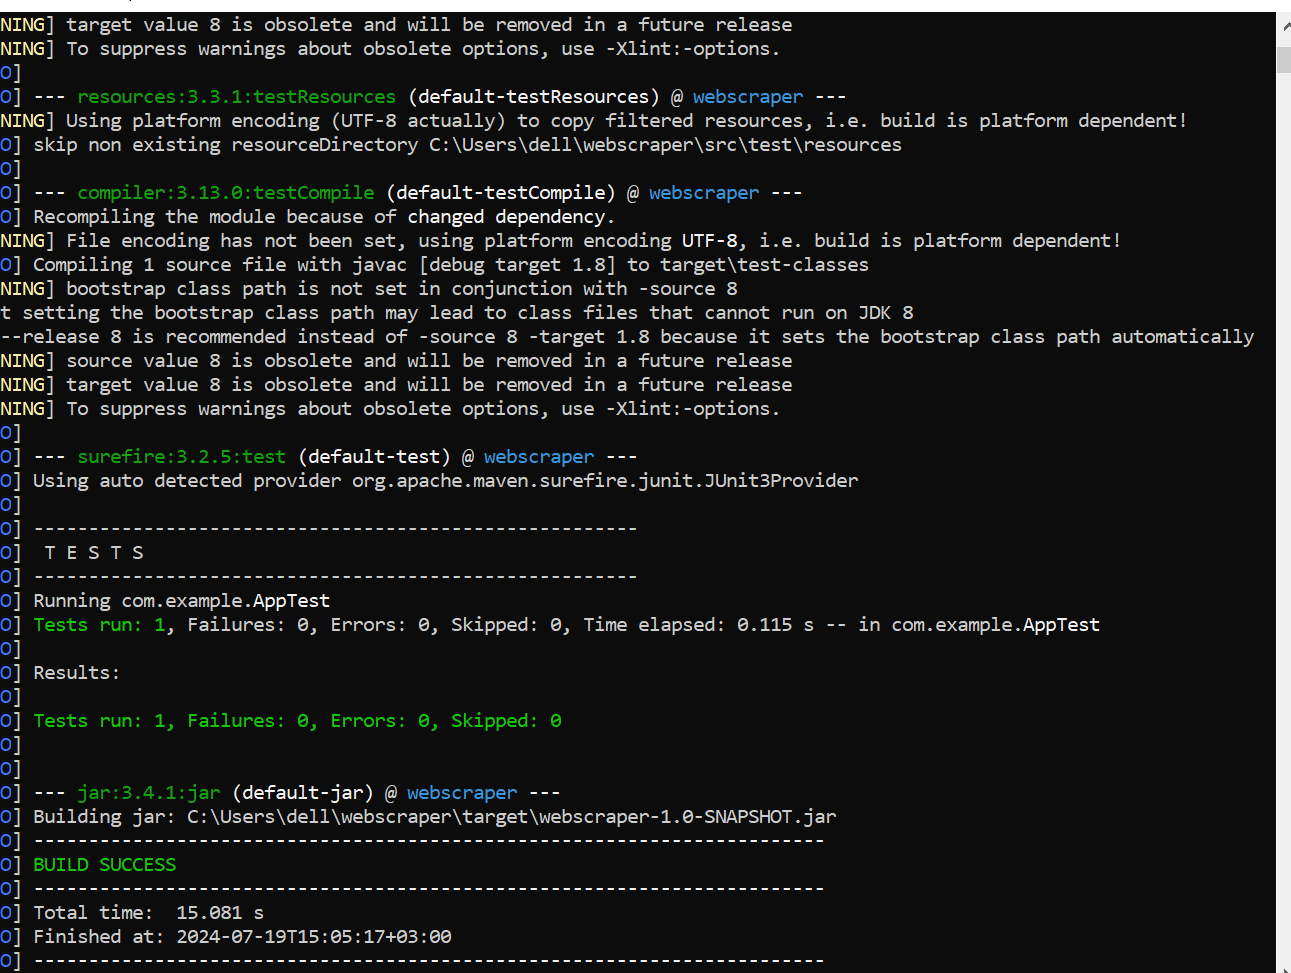 NING] target value 8 is obsolete and will be removed in a future release
NING] To suppress warnings about obsolete options, use -Xlint:-options.
O]
O] --- resources:3.3.1:testResources (default-testResources) @ webscraper ---
NING] Using platform encoding (UTF-8 actually) to copy filtered resources, i.e. build is platform dependent!
O] skip non existing resourceDirectory C:\Users\dell\webscraper\src\test\resources
O]
O] --- compiler:3.13.0:testCompile (default-testCompile) @ webscraper ---
O] Recompiling the module because of changed dependency.
NING] File encoding has not been set, using platform encoding UTF-8, i.e. build is platform dependent!
O] Compiling 1 source file with javac [debug target 1.8] to target\test-classes
NING] bootstrap class path is not set in conjunction with -source 8
t setting the bootstrap class path may lead to class files that cannot run on JDK 8
--release 8 is recommended instead of -source 8 -target 1.8 because it sets the bootstrap class path automatically
NING] source value 8 is obsolete and will be removed in a future release
NING] target value 8 is obsolete and will be removed in a future release
NING] To suppress warnings about obsolete options, use -Xlint:-options.
O]
O] --- surefire:3.2.5:test (default-test) @ webscraper ---
O] Using auto detected provider org.apache.maven.surefire.junit.JUnit3Provider
O]
O] -------------------------------------------------------
O]  T E S T S
O] -------------------------------------------------------
O] Running com.example.AppTest
O] Tests run: 1, Failures: 0, Errors: 0, Skipped: 0, Time elapsed: 0.115 s -- in com.example.AppTest
O]
O] Results:
O]
O] Tests run: 1, Failures: 0, Errors: 0, Skipped: 0
O]
O]
O] --- jar:3.4.1:jar (default-jar) @ webscraper ---
O] Building jar: C:\Users\dell\webscraper\target\webscraper-1.0-SNAPSHOT.jar
O] ------------------------------------------------------------------------
O] BUILD SUCCESS
O] ------------------------------------------------------------------------
O] Total time:  15.081 s
O] Finished at: 2024-07-19T15:05:17+03:00
O] ------------------------------------------------------------------------